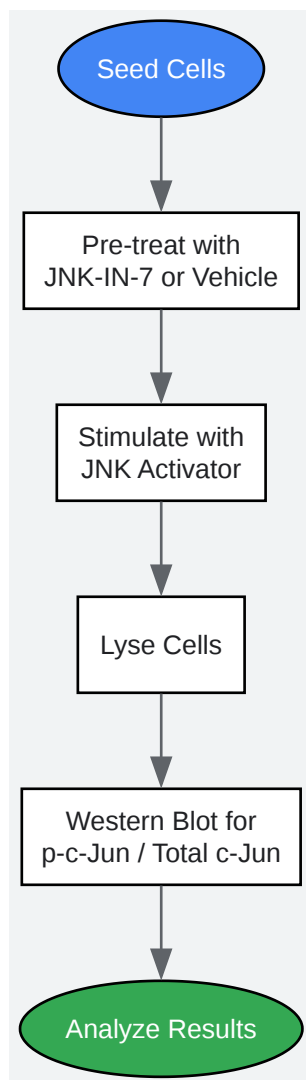 Seed Cells
Pre-treat with
JNK-IN-7 or Vehicle
Stimulate with
JNK Activator
Lyse Cells
Western Blot for
p-c-Jun / Total c-Jun
Analyze Results